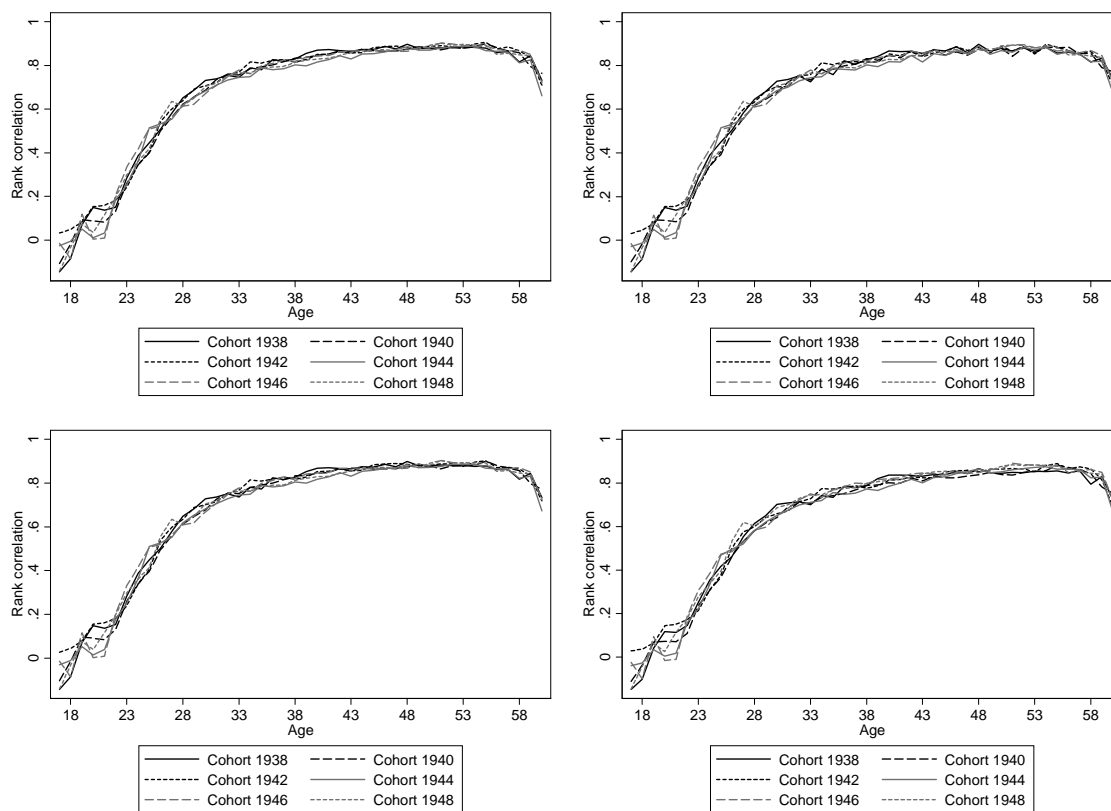 1
.8
.6
.4
.2
0
Rank correlation
18 23 28 33 38 43 48 53 58
Age
Cohort 1938 Cohort 1940
Cohort 1942 Cohort 1944
Cohort 1946 Cohort 1948
1
.8
.6
.4
.2
0
Rank correlation
18 23 28 33 38 43 48 53 58
Age
Cohort 1938 Cohort 1940
Cohort 1942 Cohort 1944
Cohort 1946 Cohort 1948
1
.8
.6
.4
.2
0
Rank correlation
18 23 28 33 38 43 48 53 58
Age
Cohort 1938 Cohort 1940
Cohort 1942 Cohort 1944
Cohort 1946 Cohort 1948
1
.8
.6
.4
.2
0
Rank correlation
18 23 28 33 38 43 48 53 58
Age
Cohort 1938 Cohort 1940
Cohort 1942 Cohort 1944
Cohort 1946 Cohort 1948